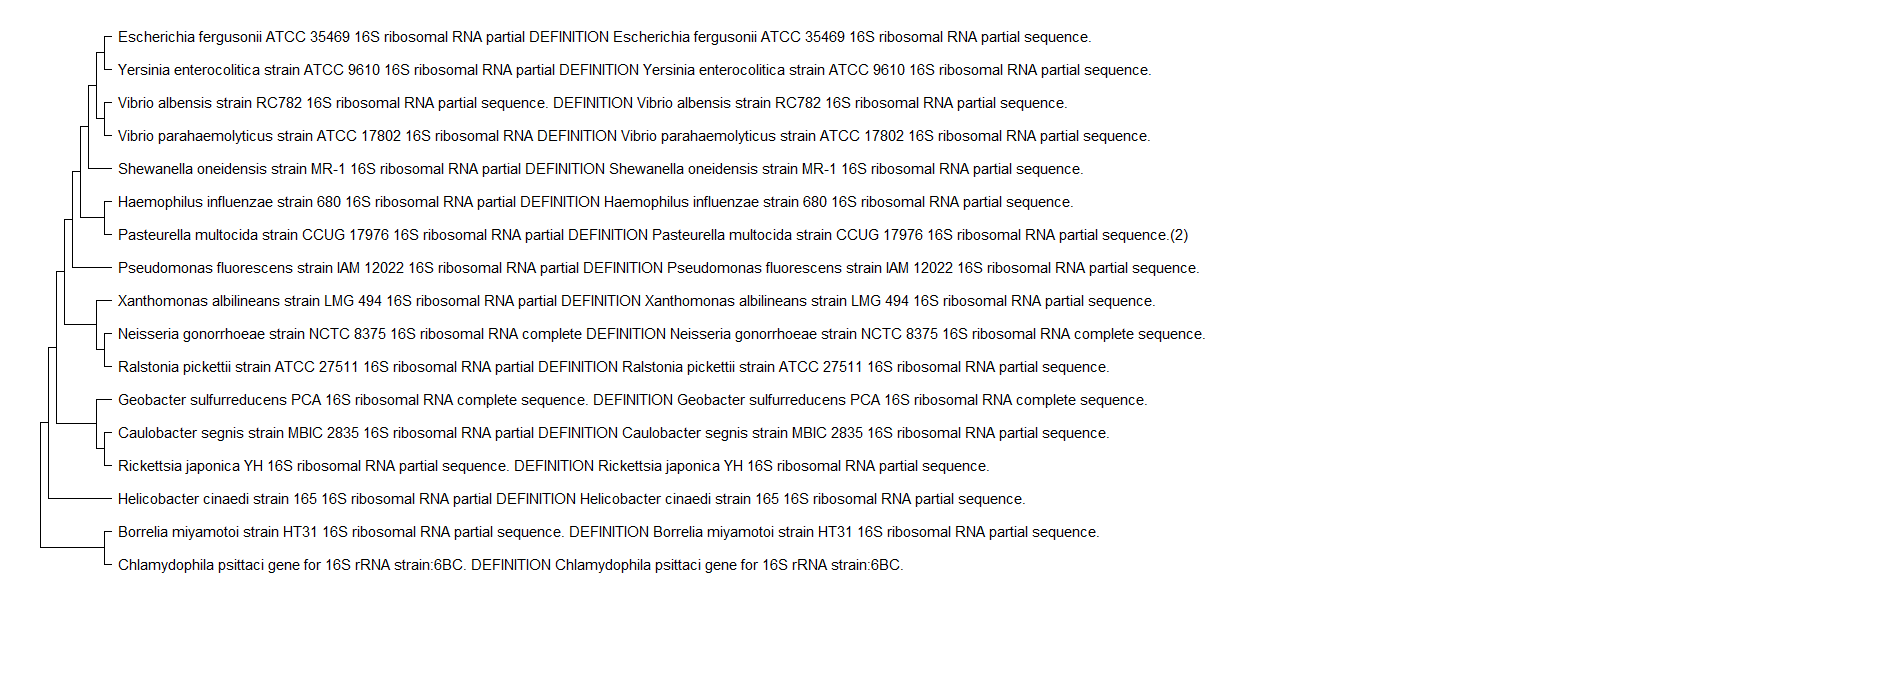 Escherichia fergusonii ATCC 35469 16S ribosomal RNA partial DEFINITION Escherichia fergusonii ATCC 35469 16S ribosomal RNA partial sequence.
Yersinia enterocolitica strain ATCC 9610 16S ribosomal RNA partial DEFINITION Yersinia enterocolitica strain ATCC 9610 16S ribosomal RNA partial sequence.
Vibrio albensis strain RC782 16S ribosomal RNA partial sequence. DEFINITION Vibrio albensis strain RC782 16S ribosomal RNA partial sequence.
Vibrio parahaemolyticus strain ATCC 17802 16S ribosomal RNA DEFINITION Vibrio parahaemolyticus strain ATCC 17802 16S ribosomal RNA partial sequence.
Shewanella oneidensis strain MR-1 16S ribosomal RNA partial DEFINITION Shewanella oneidensis strain MR-1 16S ribosomal RNA partial sequence.
Haemophilus influenzae strain 680 16S ribosomal RNA partial DEFINITION Haemophilus influenzae strain 680 16S ribosomal RNA partial sequence.
Pasteurella multocida strain CCUG 17976 16S ribosomal RNA partial DEFINITION Pasteurella multocida strain CCUG 17976 16S ribosomal RNA partial sequence.(2)
Pseudomonas fluorescens strain IAM 12022 16S ribosomal RNA partial DEFINITION Pseudomonas fluorescens strain IAM 12022 16S ribosomal RNA partial sequence.
Xanthomonas albilineans strain LMG 494 16S ribosomal RNA partial DEFINITION Xanthomonas albilineans strain LMG 494 16S ribosomal RNA partial sequence.
Neisseria gonorrhoeae strain NCTC 8375 16S ribosomal RNA complete DEFINITION Neisseria gonorrhoeae strain NCTC 8375 16S ribosomal RNA complete sequence.
Ralstonia pickettii strain ATCC 27511 16S ribosomal RNA partial DEFINITION Ralstonia pickettii strain ATCC 27511 16S ribosomal RNA partial sequence.
Geobacter sulfurreducens PCA 16S ribosomal RNA complete sequence. DEFINITION Geobacter sulfurreducens PCA 16S ribosomal RNA complete sequence.
Caulobacter segnis strain MBIC 2835 16S ribosomal RNA partial DEFINITION Caulobacter segnis strain MBIC 2835 16S ribosomal RNA partial sequence.
Rickettsia japonica YH 16S ribosomal RNA partial sequence. DEFINITION Rickettsia japonica YH 16S ribosomal RNA partial sequence.
Helicobacter cinaedi strain 165 16S ribosomal RNA partial DEFINITION Helicobacter cinaedi strain 165 16S ribosomal RNA partial sequence.
Borrelia miyamotoi strain HT31 16S ribosomal RNA partial sequence. DEFINITION Borrelia miyamotoi strain HT31 16S ribosomal RNA partial sequence.
Chlamydophila psittaci gene for 16S rRNA strain:6BC. DEFINITION Chlamydophila psittaci gene for 16S rRNA strain:6BC.